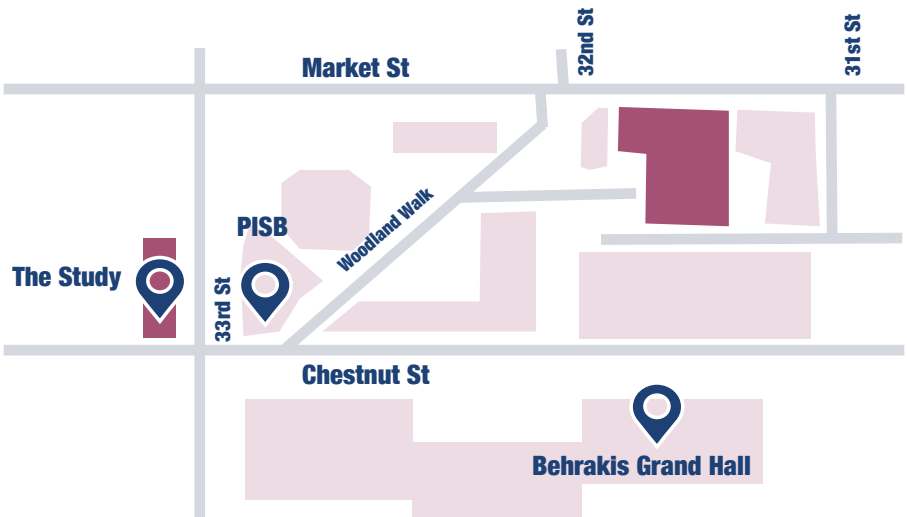 32nd St
31st St
Market St
Woodland Walk
PISB
The Study
33rd St
Chestnut St
Behrakis Grand Hall